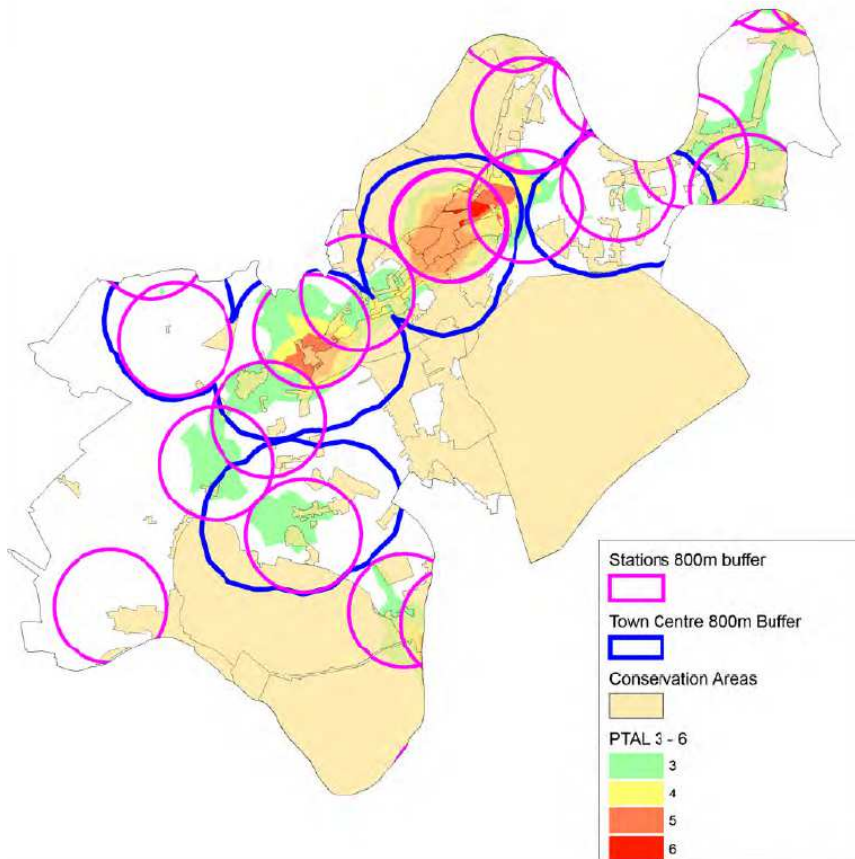 Stations 800m buffer
Town Centre 800m Buffer
Conservation Areas
PTAL 3 - 6
3
4
5
6